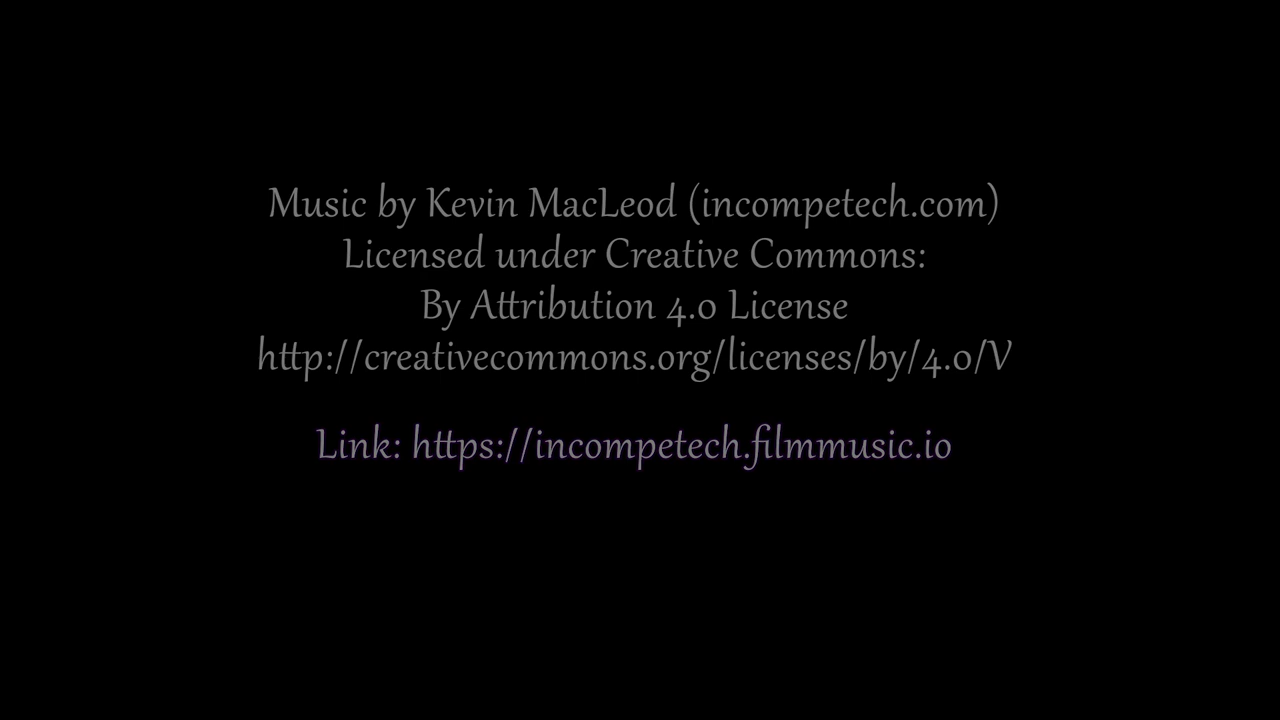 Music by Kevin MacLeod (incompetech.com)
Licensed under Creative Commons:
By Attribution 4.0 License
http://creativecommons.org/licenses/by/4.0/V
Link: https://incompetech.filmmusic.io